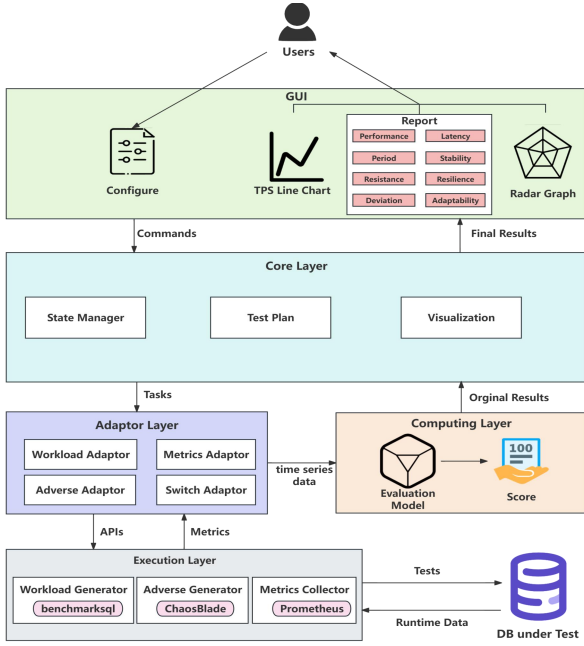 Users
GUI
Configure
TPS Line Chart
Report
Performance
Latency
Period
Stability
Resistance
Resilience
Deviation
Adaptability
Radar Graph
Commands
Final Results
Core Layer
State Manager
Test Plan
Visualization
Tasks
Orginal Results
Adaptor Layer
Workload Adaptor
Metrics Adaptor
Adverse Adaptor
Switch Adaptor
time series
data
Computing Layer
Evaluation
Model
100
Score
APIs
Metrics
Execution Layer
Workload Generator
benchmarksql
Adverse Generator
ChaosBlade
Metrics Collector
Prometheus
Tests
Runtime Data
DB under Test